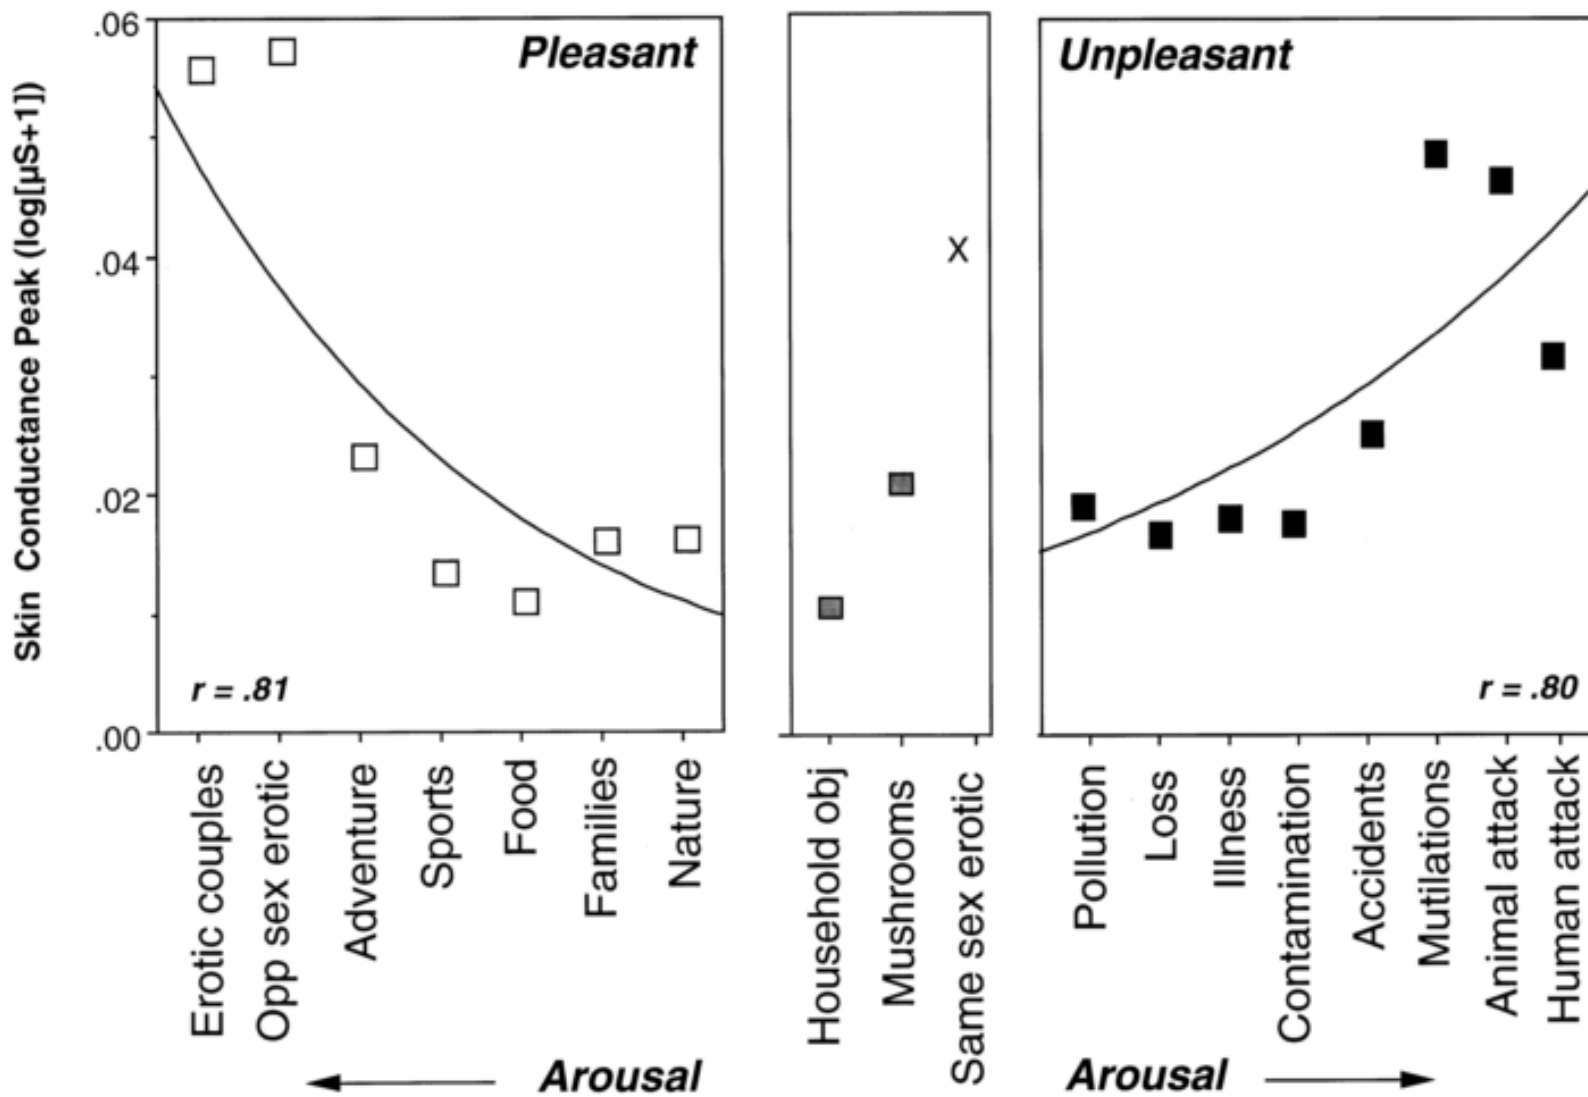 Skin Conductance Peak (log[µS+1])
.06
.04
.02
.00
Pleasant
r = .81
Erotic couples
Opp sex erotic
Adventure
Sports
Food
Families
Nature
Arousal
X
Household obj
Mushrooms
Same sex erotic
Unpleasant
r = .80
Pollution
Loss
Illness
Contamination
Accidents
Mutilations
Animal attack
Human attack
Arousal